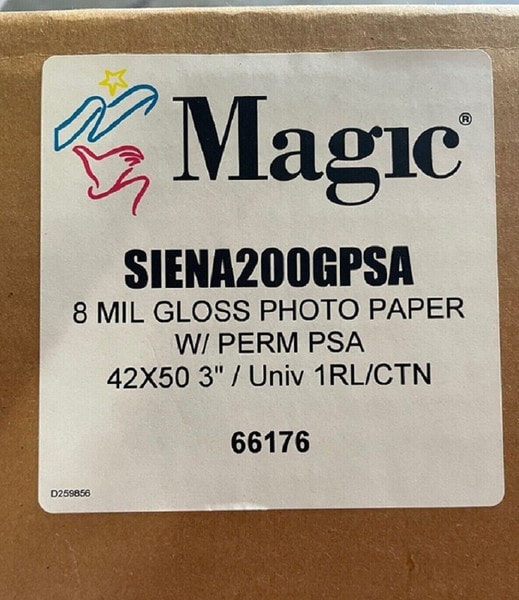 Magic®
SIENA200GPSA
8 MIL GLOSS PHOTO PAPER
W/ PERM PSA
42X50 3" / Univ 1RL/CTN
66176
D259856